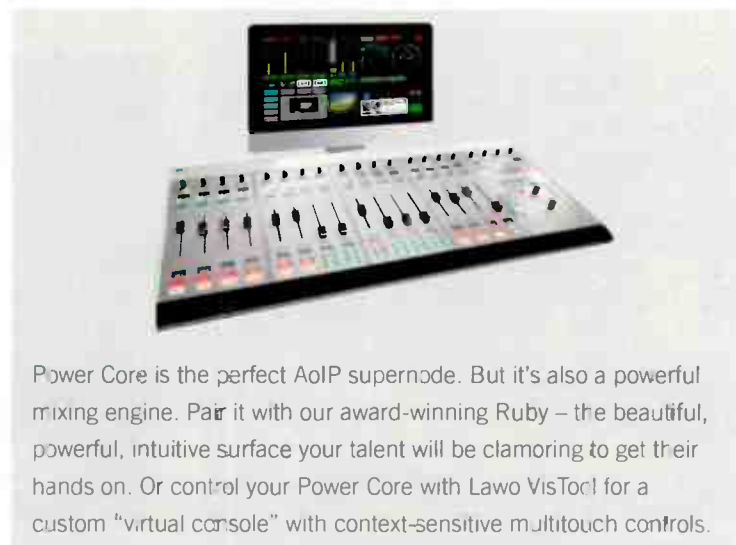 Power Core is the perfect AoIP supernode. But it's also a powerful
mixing engine. Pair it with our award-winning Ruby – the beautiful,
powerful, intuitive surface your talent will be clamoring to get their
hands on. Or control your Power Core with Lawo VisTool for a
custom "virtual console" with context-sensitive multitouch controls.